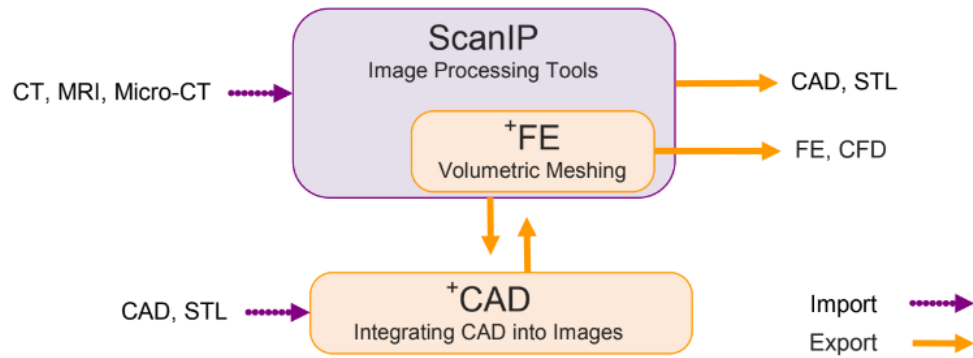 ScanIP
Image Processing Tools
CT, MRI, Micro-CT
CAD, STL
+FE
Volumetric Meshing
FE, CFD
+CAD
Integrating CAD into Images
CAD, STL
Import
Export